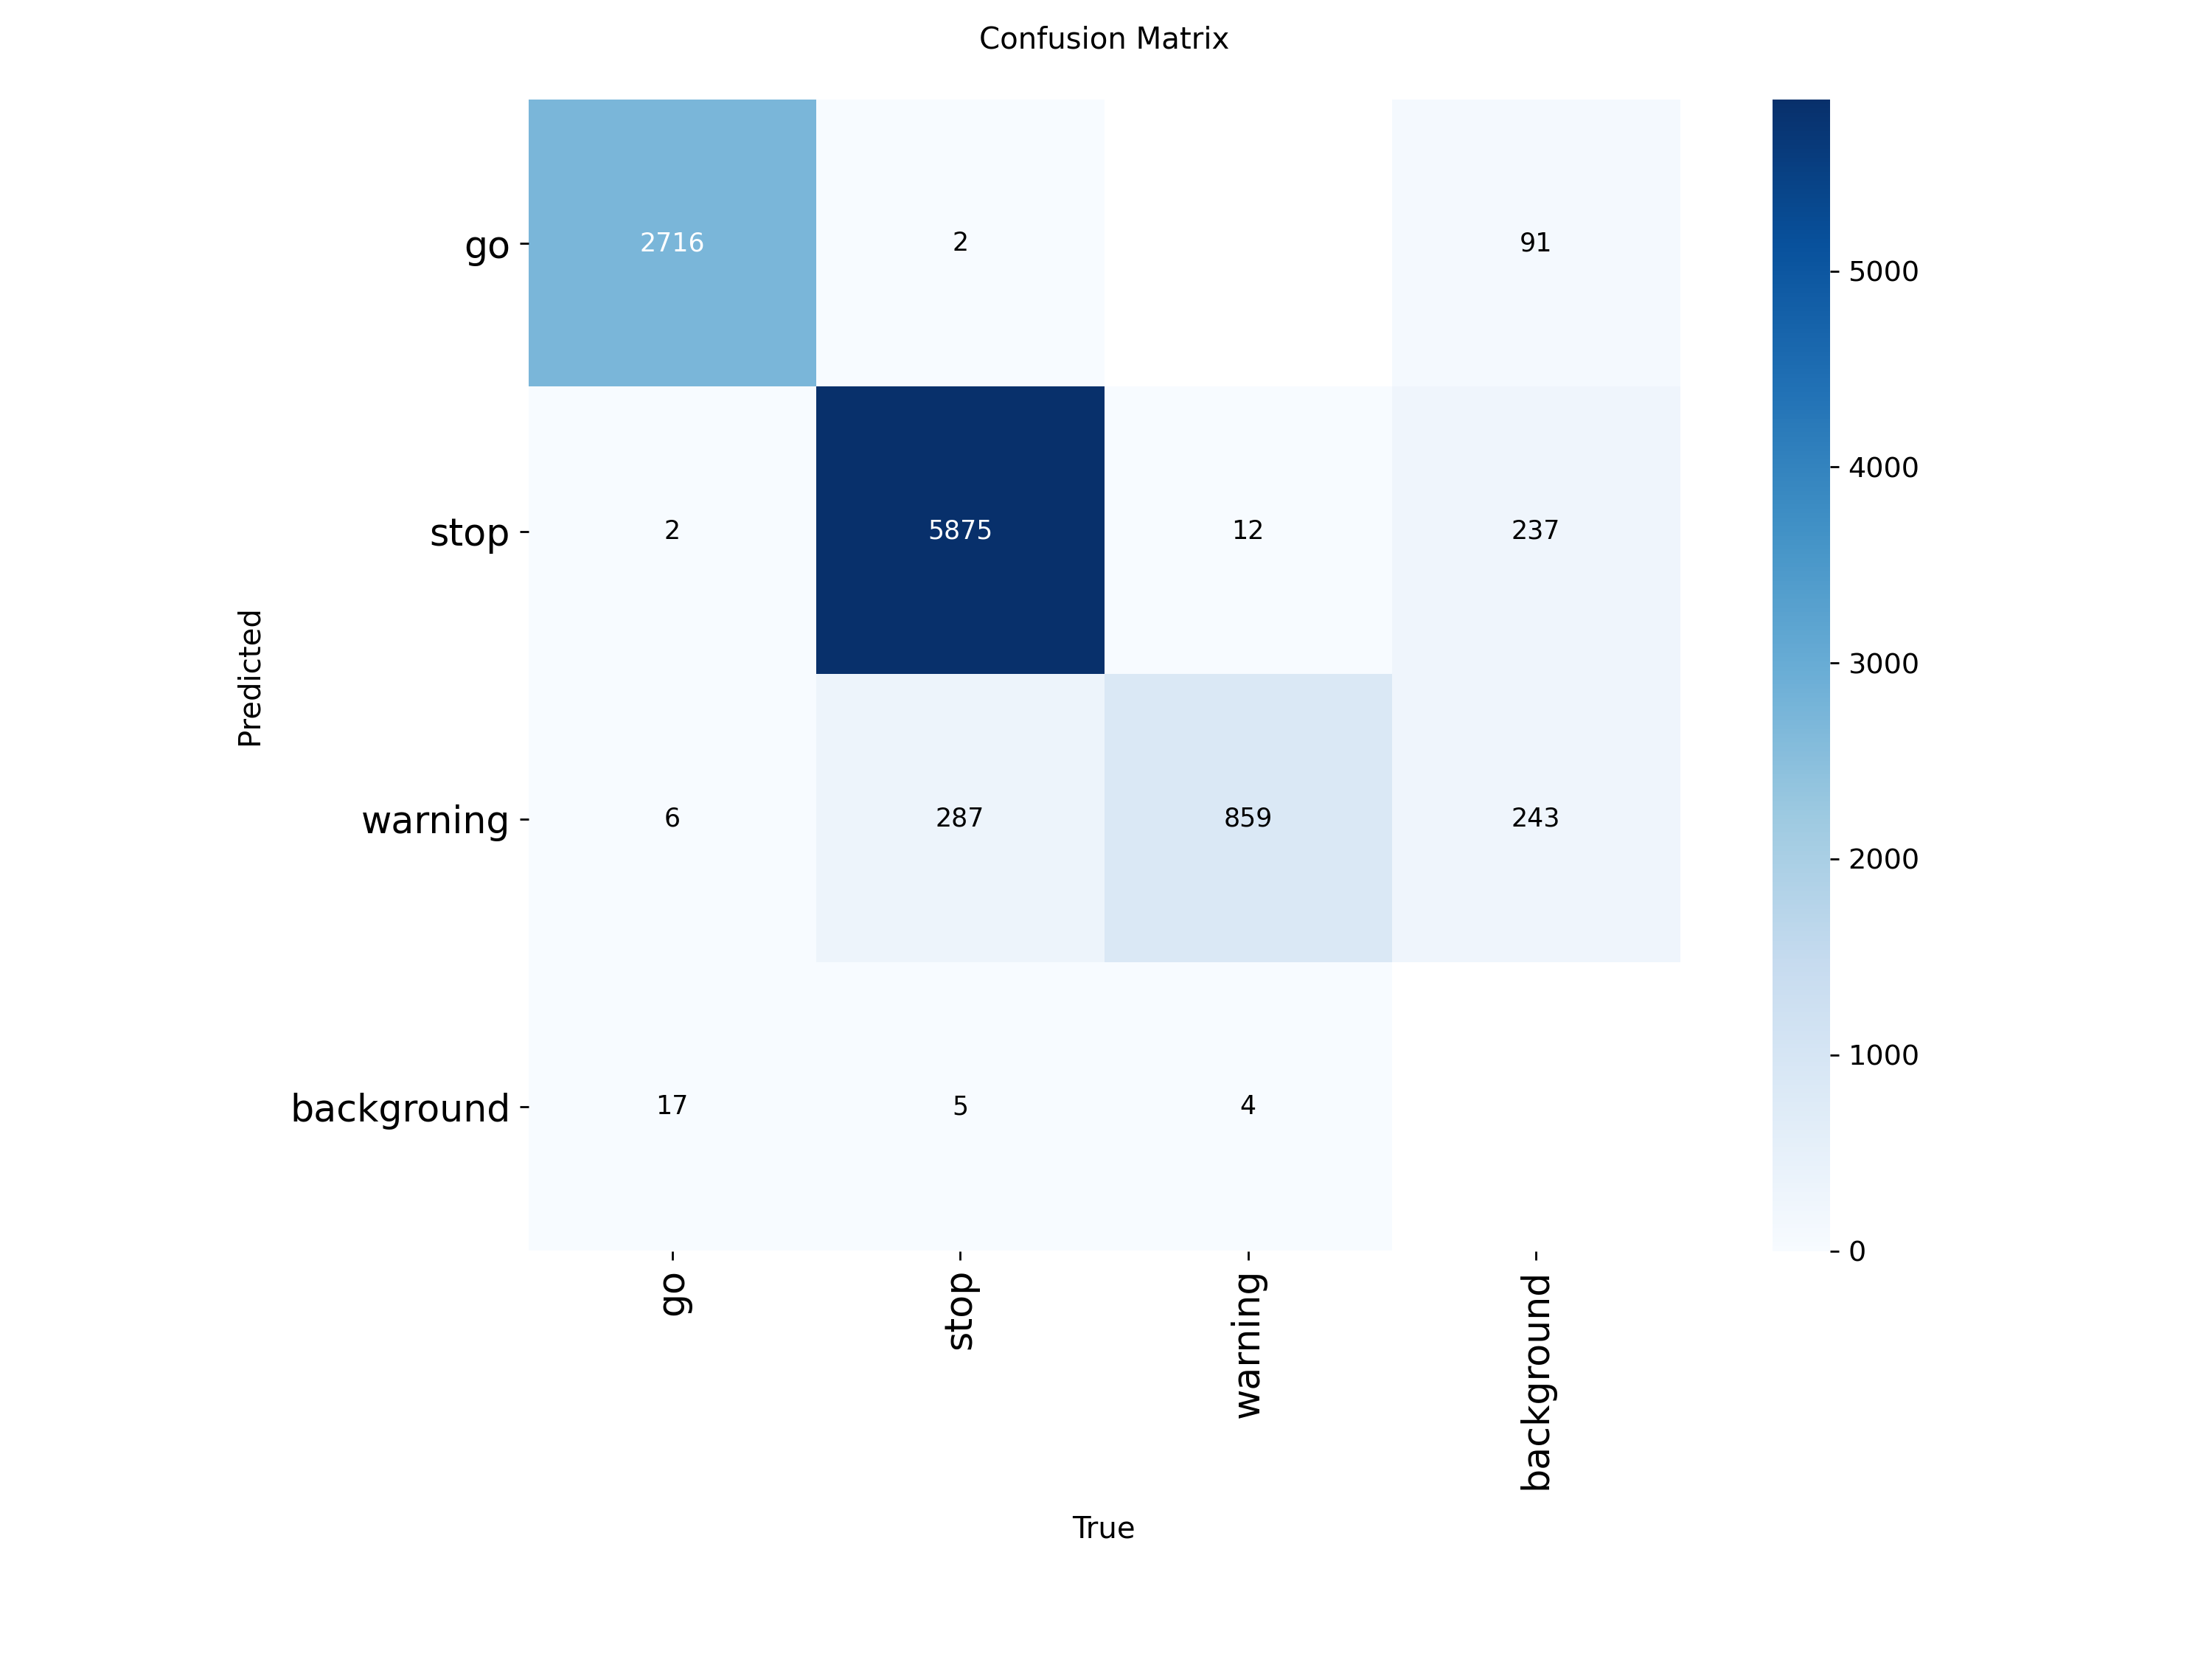 Confusion Matrix
go
2716
2
91
stop
2
5875
12
237
warning
6
287
859
243
background
17
5
4
go
stop
warning
background
Predicted
True
5000
4000
3000
2000
1000
0